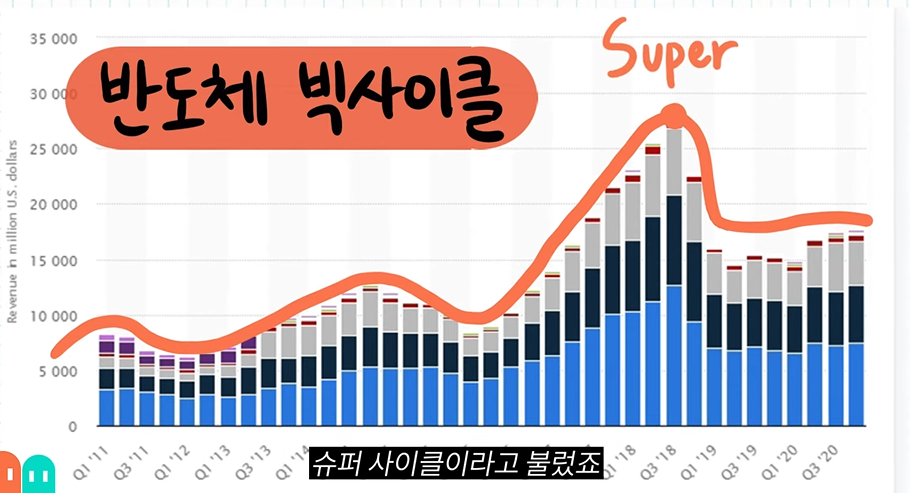 Super
반도체 빅사이클
Revenue in million U.S. dollars
35 000
30 000
25 000
20 000
15 000
10 000
5 000
0
Q1 '11
Q3 '11
Q1 '12
Q3 '12
Q1 '13
Q3 '13
Q1 '14
Q1 '18
Q3 '18
Q1 '19
Q3 '19
Q1 '20
Q3 '20
슈퍼 사이클이라고 불렀죠